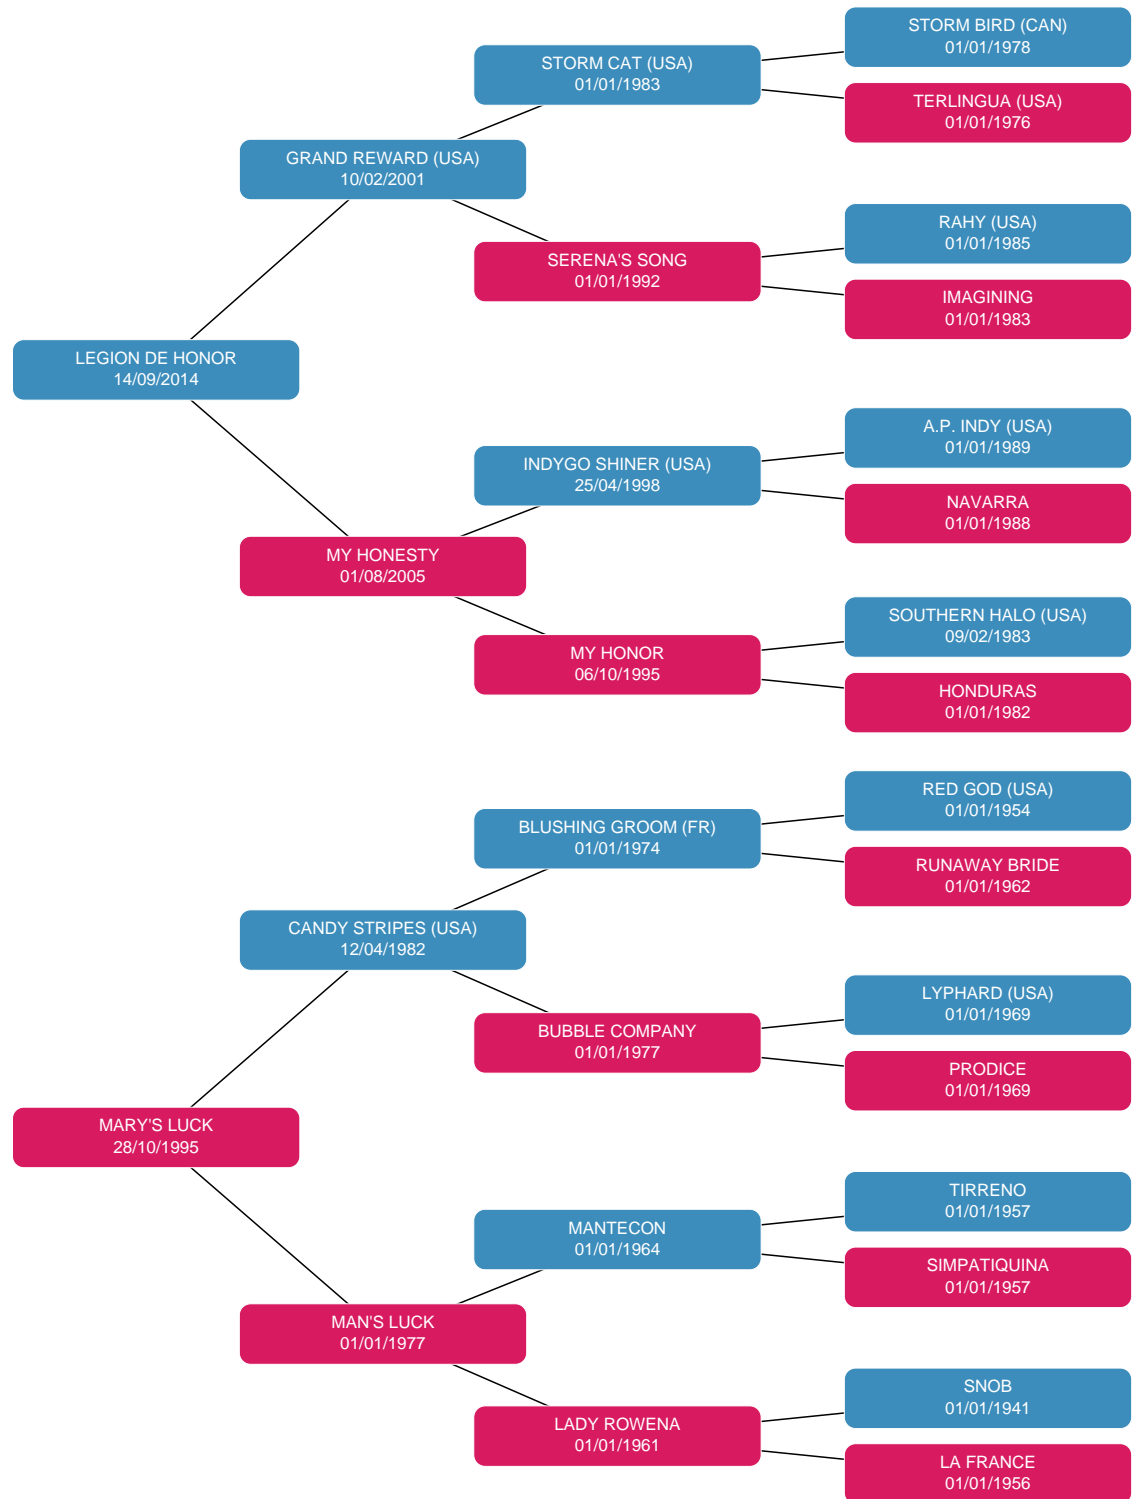 STORM BIRD (CAN)
01/01/1978
STORM CAT (USA)
01/01/1983
TERLINGUA (USA)
01/01/1976
GRAND REWARD (USA)
10/02/2001
RAHY (USA)
01/01/1985
SERENA'S SONG
01/01/1992
IMAGINING
01/01/1983
LEGION DE HONOR
14/09/2014
A.P. INDY (USA)
01/01/1989
INDYGO SHINER (USA)
25/04/1998
NAVARRA
01/01/1988
MY HONESTY
01/08/2005
SOUTHERN HALO (USA)
09/02/1983
MY HONOR
06/10/1995
HONDURAS
01/01/1982
RED GOD (USA)
01/01/1954
BLUSHING GROOM (FR)
01/01/1974
RUNAWAY BRIDE
01/01/1962
CANDY STRIPES (USA)
12/04/1982
LYPHARD (USA)
01/01/1969
BUBBLE COMPANY
01/01/1977
PRODICE
01/01/1969
MARY'S LUCK
28/10/1995
TIRRENO
01/01/1957
MANTECON
01/01/1964
SIMPATIQUINA
01/01/1957
MAN'S LUCK
01/01/1977
SNOB
01/01/1941
LADY ROWENA
01/01/1961
LA FRANCE
01/01/1956